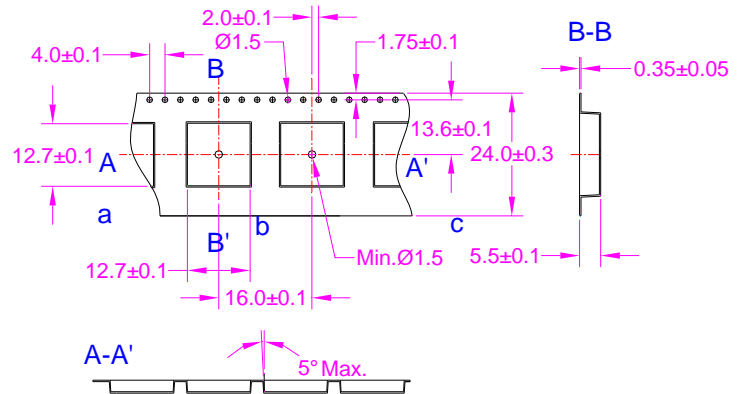 2.0±0.1
B-B
Ø1.5
1.75±0.1
4.0±0.1
B
0.35±0.05
13.6±0.1
12.7±0.1
A
A'
24.0±0.3
a
b
c
B'
5.5±0.1
Min.Ø1.5
12.7±0.1
16.0±0.1
A-A'
5° Max.